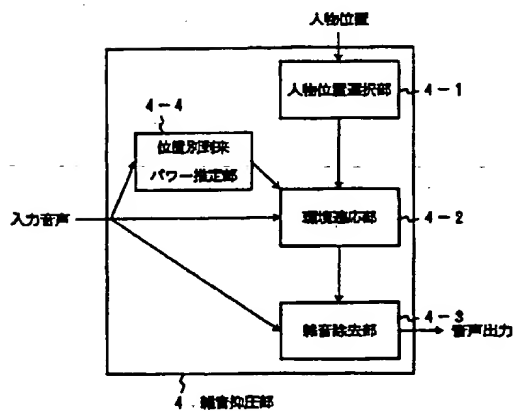 人物位置
人物位置選択部
4-1
4-4
位置別到来
パワー推定部
入力音声
環境適応部
4-2
雑音除去部
4-3
音声出力
4 雑音抑圧部